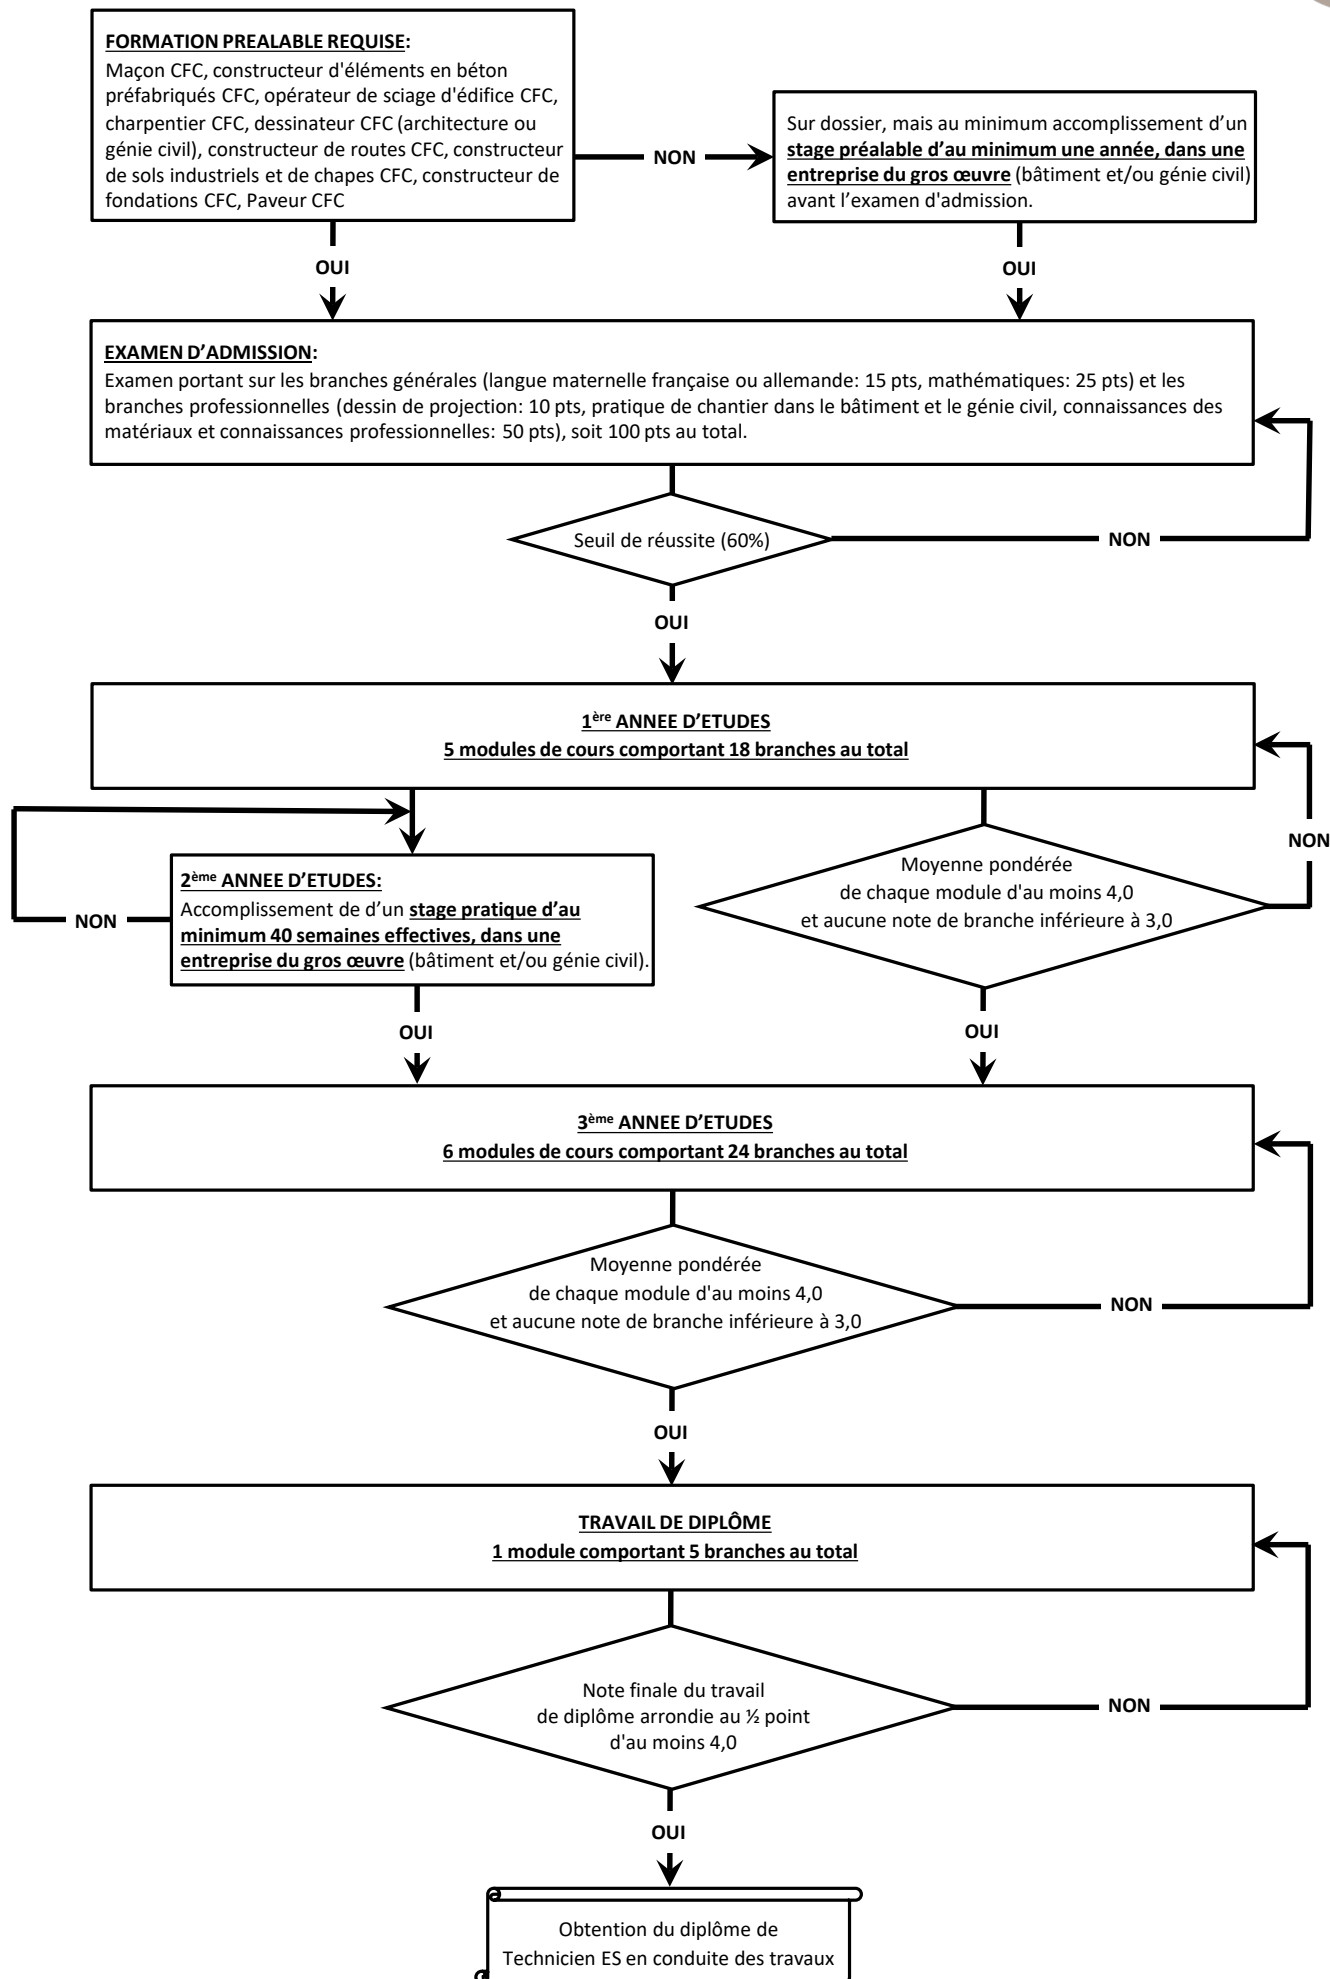 FORMATION PREALABLE REQUISE:
Maçon CFC, constructeur d'éléments en béton
préfabriqués CFC, opérateur de sciage d'édifice CFC,
charpentier CFC, dessinateur CFC (architecture ou
génie civil), constructeur de routes CFC, constructeur
de sols industriels et de chapes CFC, constructeur de
fondations CFC, Paveur CFC
NON
Sur dossier, mais au minimum accomplissement d'un
stage préalable d'au minimum une année, dans une
entreprise du gros œuvre (bâtiment et/ou génie civil)
avant l'examen d'admission.
OUI
OUI
EXAMEN D'ADMISSION:
Examen portant sur les branches générales (langue maternelle française ou allemande: 15 pts, mathématiques: 25 pts) et les
branches professionnelles (dessin de projection: 10 pts, pratique de chantier dans le bâtiment et le génie civil, connaissances des
matériaux et connaissances professionnelles: 50 pts), soit 100 pts au total.
Seuil de réussite (60%)
NON
OUI
1ère ANNEE D'ETUDES
5 modules de cours comportant 18 branches au total
NON
Moyenne pondérée
de chaque module d'au moins 4,0
et aucune note de branche inférieure à 3,0
2ème ANNEE D'ETUDES:
Accomplissement de d'un stage pratique d'au
minimum 40 semaines effectives, dans une
entreprise du gros œuvre (bâtiment et/ou génie civil).
NON
OUI
OUI
3ème ANNEE D'ETUDES
6 modules de cours comportant 24 branches au total
Moyenne pondérée
de chaque module d'au moins 4,0
et aucune note de branche inférieure à 3,0
NON
OUI
TRAVAIL DE DIPLÔME
1 module comportant 5 branches au total
Note finale du travail
de diplôme arrondie au ½ point
d'au moins 4,0
NON
OUI
Obtention du diplôme de
Technicien ES en conduite des travaux